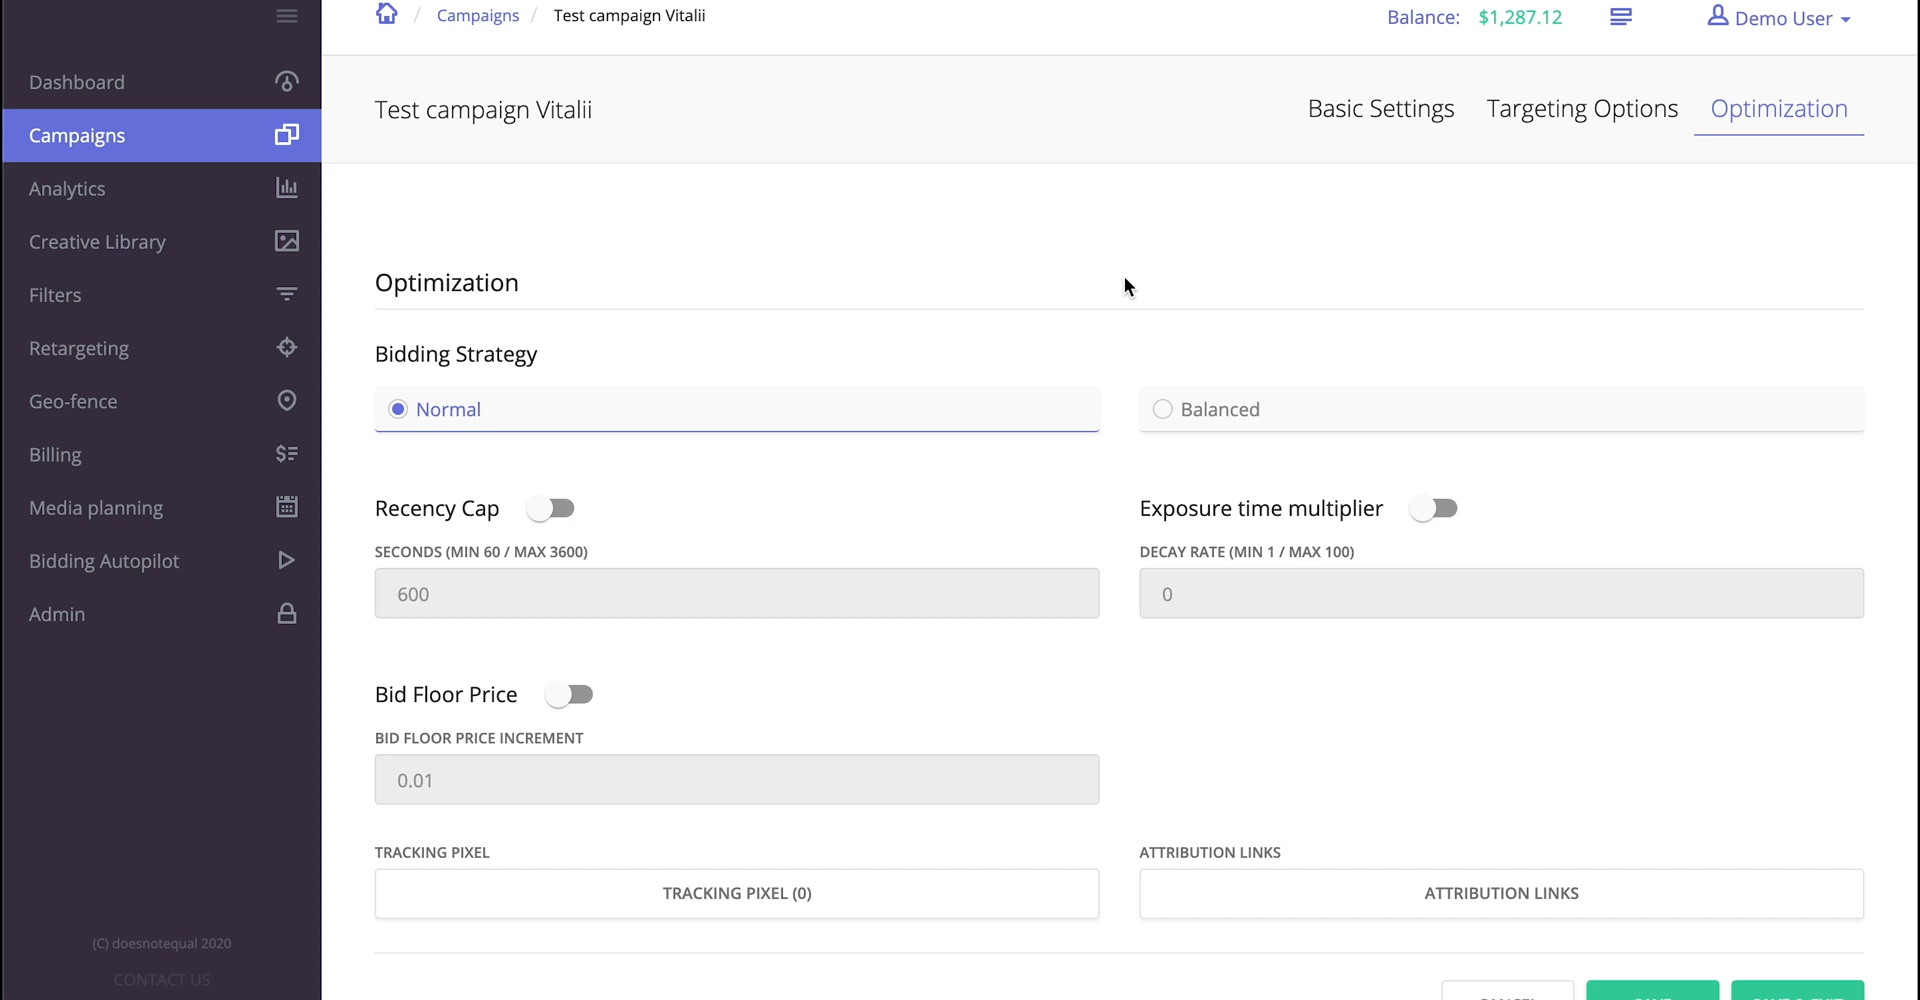 / Campaigns / Test campaign Vitalii
Balance: $1,287.12
Demo User
Dashboard
Campaigns
Analytics
Creative Library
Filters
Retargeting
Geo-fence
Billing
Media planning
Bidding Autopilot
Admin
(C) doesnotequal 2020
CONTACT US
Test campaign Vitalii
Basic Settings
Targeting Options
Optimization
Optimization
Bidding Strategy
Normal
Balanced
Recency Cap
Exposure time multiplier
SECONDS (MIN 60 / MAX 3600)
DECAY RATE (MIN 1 / MAX 100)
600
0
Bid Floor Price
BID FLOOR PRICE INCREMENT
0.01
TRACKING PIXEL
ATTRIBUTION LINKS
TRACKING PIXEL (0)
ATTRIBUTION LINKS